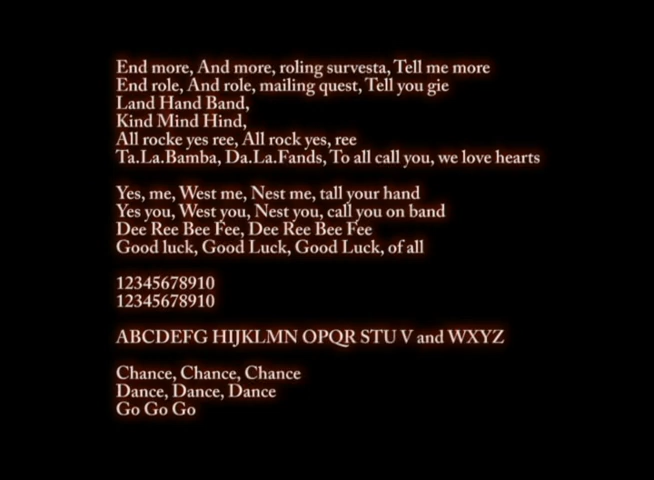 End more, And more, roling survesta, Tell me more
End role, And role, mailing quest, Tell you gie
Land Hand Band,
Kind Mind Hind,
All rocke yes ree, All rock yes, ree
Ta.La.Bamba, Da.La.Fands, To all call you, we love hearts
Yes, me, West me, Nest me, tall your hand
Yes you, West you, Nest you, call you on band
Dee Ree Bee Fee, Dee Ree Bee Fee
Good luck, Good Luck, Good Luck, of all
12345678910
12345678910
ABCDEFG HIJKLMN OPQR STU V and WXYZ
Chance, Chance, Chance
Dance, Dance, Dance
Go Go Go